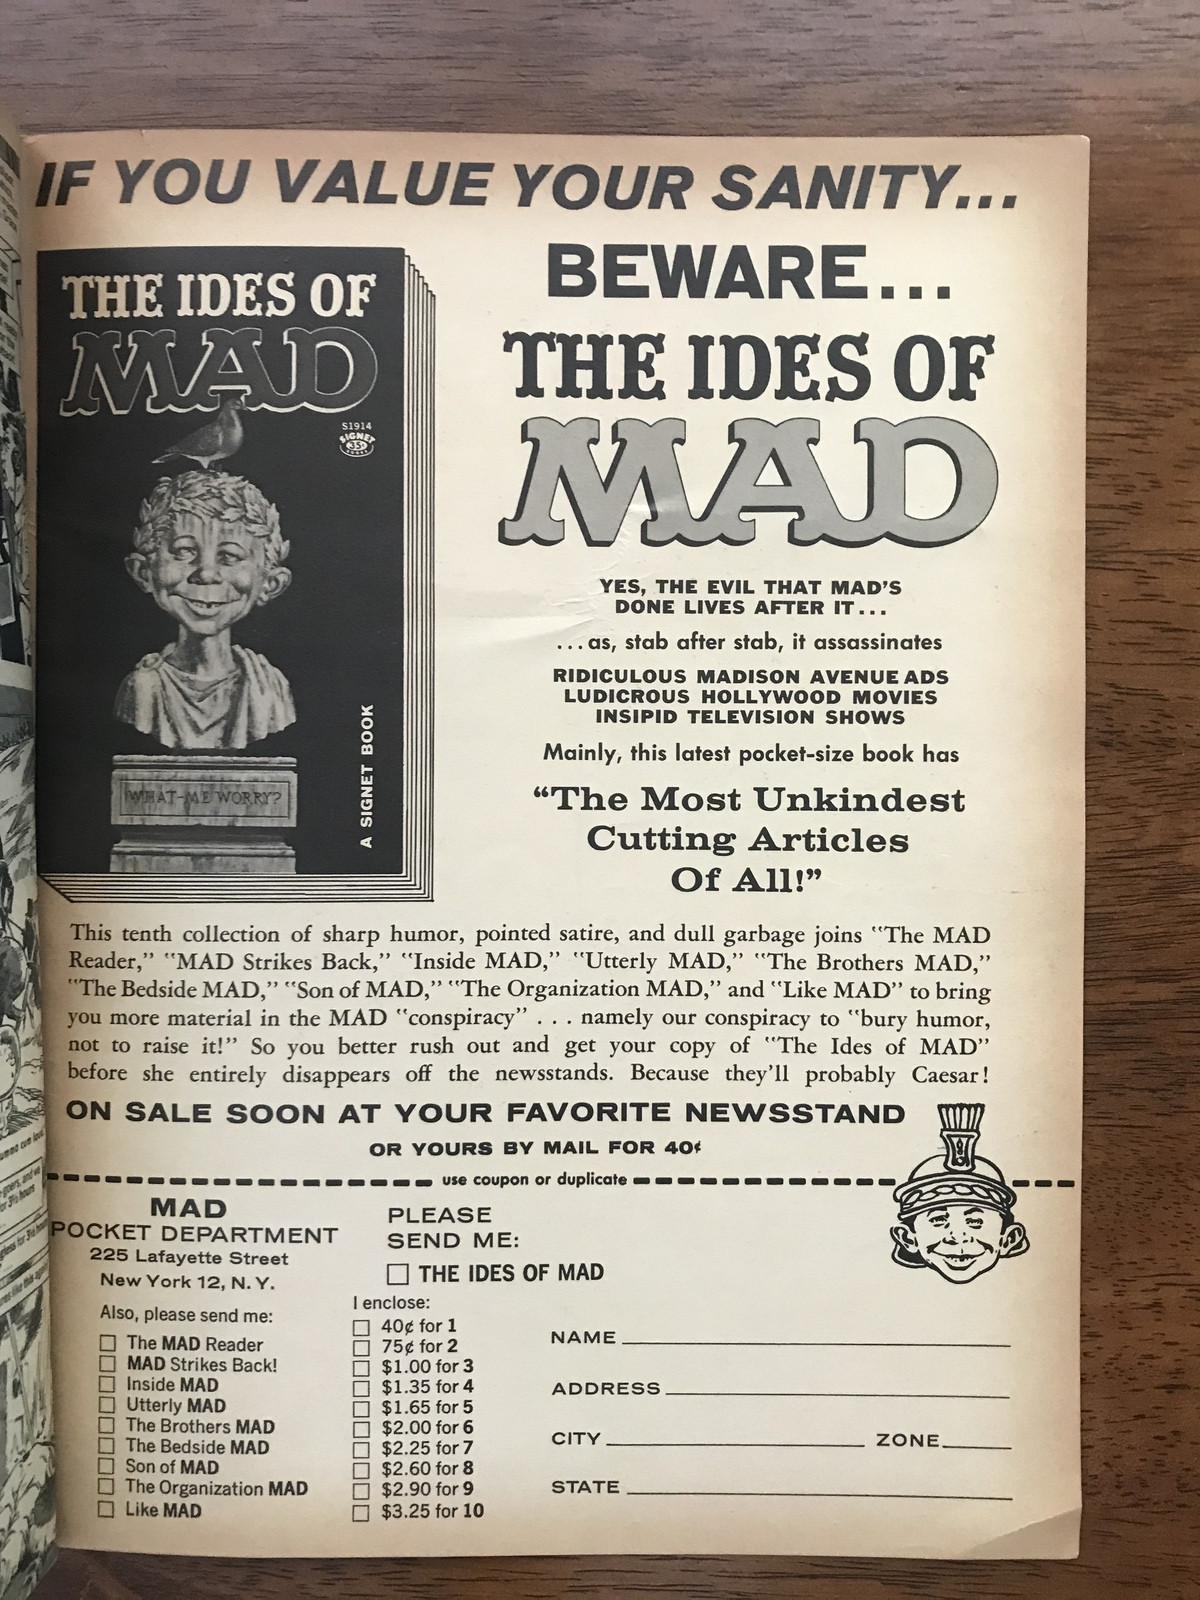 IF YOU VALUE YOUR SANITY...
THE IDES OF
MAD
S1914
SIGNET
35¢
BOOKS
WHAT-ME WORRY?
A SIGNET BOOK
BEWARE...
THE IDES OF
MAD
YES, THE EVIL THAT MAD'S
DONE LIVES AFTER IT...
...as, stab after stab, it assassinates
RIDICULOUS MADISON AVENUE ADS
LUDICROUS HOLLYWOOD MOVIES
INSIPID TELEVISION SHOWS
Mainly, this latest pocket-size book has
“The Most Unkindest
Cutting Articles
Of All!”
This tenth collection of sharp humor, pointed satire, and dull garbage joins “The MAD
Reader,” “MAD Strikes Back,” “Inside MAD,” “Utterly MAD,” “The Brothers MAD,”
“The Bedside MAD,” “Son of MAD,” “The Organization MAD,” and “Like MAD” to bring
you more material in the MAD “conspiracy” . . . namely our conspiracy to “bury humor,
not to raise it!” So you better rush out and get your copy of “The Ides of MAD”
before she entirely disappears off the newsstands. Because they'll probably Caesar!
ON SALE SOON AT YOUR FAVORITE NEWSSTAND
OR YOURS BY MAIL FOR 40¢
use coupon or duplicate
MAD
POCKET DEPARTMENT
225 Lafayette Street
New York 12, N. Y.
Also, please send me:
The MAD Reader
MAD Strikes Back!
Inside MAD
Utterly MAD
The Brothers MAD
The Bedside MAD
Son of MAD
The Organization MAD
Like MAD
PLEASE
SEND ME:
THE IDES OF MAD
I enclose:
40¢ for 1
75¢ for 2
$1.00 for 3
$1.35 for 4
$1.65 for 5
$2.00 for 6
$2.25 for 7
$2.60 for 8
$2.90 for 9
$3.25 for 10
NAME
ADDRESS
CITY ZONE
STATE